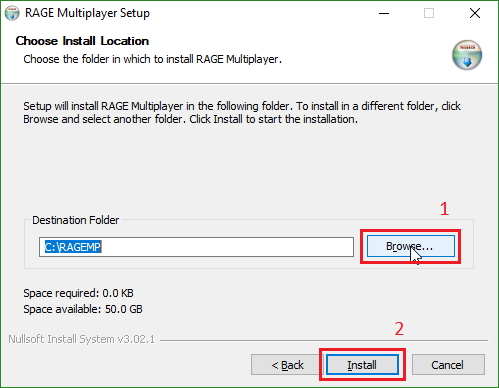 RAGE Multiplayer Setup
Choose Install Location
Choose the folder in which to install RAGE Multiplayer.
Setup will install RAGE Multiplayer in the following folder. To install in a different folder, click
Browse and select another folder. Click Install to start the installation.
1
Destination Folder
C:\RAGEMP
Browse...
Space required: 0.0 KB
Space available: 50.0 GB
Nullsoft Install System v3.02.1
2
< Back
Install
Cancel